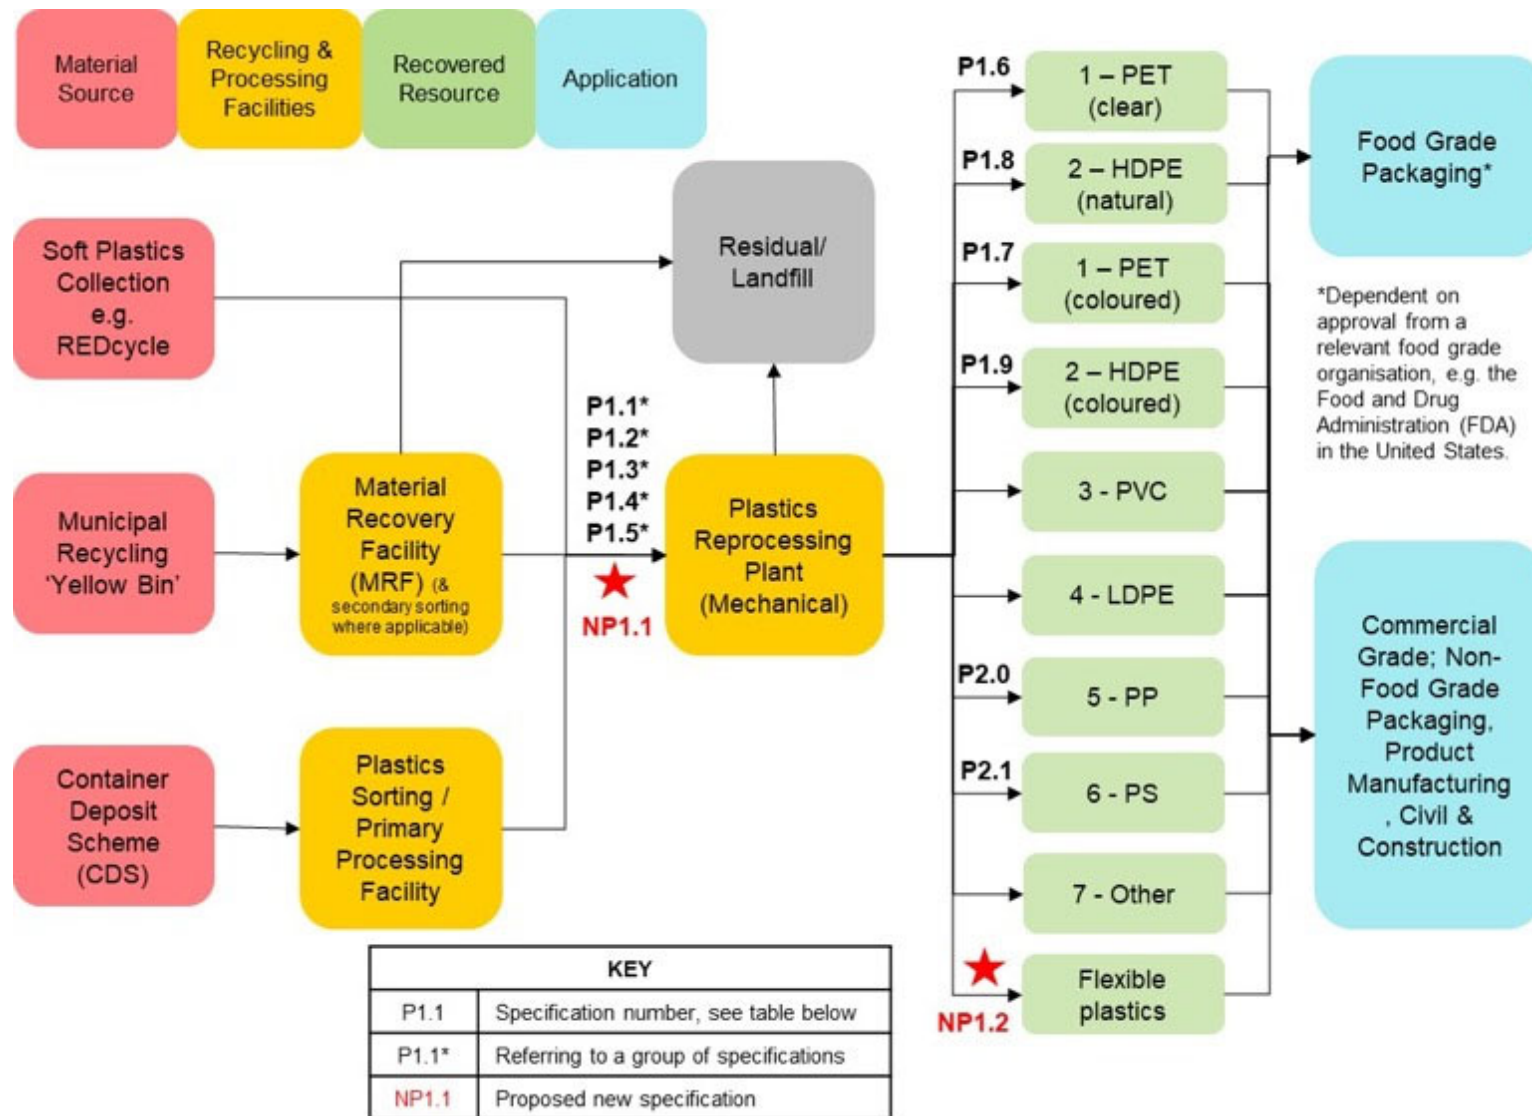 Material
Source
Recycling &
Processing
Facilities
Recovered
Resource
Application
Soft Plastics
Collection
e.g.
REDcycle
Municipal
Recycling
‘Yellow Bin’
Container
Deposit
Scheme
(CDS)
Material
Recovery
Facility
(MRF) (&
secondary sorting
where applicable)
Plastics
Sorting /
Primary
Processing
Facility
Residual/
Landfill
P1.1*
P1.2*
P1.3*
P1.4*
P1.5*
NP1.1
Plastics
Reprocessing
Plant
(Mechanical)
P1.6
1 – PET
(clear)
P1.8
2 – HDPE
(natural)
P1.7
1 – PET
(coloured)
P1.9
2 – HDPE
(coloured)
3 - PVC
4 - LDPE
P2.0
5 - PP
P2.1
6 - PS
7 - Other
NP1.2
Flexible
plastics
Food Grade
Packaging*
*Dependent on
approval from a
relevant food grade
organisation, e.g. the
Food and Drug
Administration (FDA)
in the United States.
Commercial
Grade; Non-
Food Grade
Packaging,
Product
Manufacturing
, Civil &
Construction
KEY
P1.1 Specification number, see table below
P1.1* Referring to a group of specifications
NP1.1 Proposed new specification